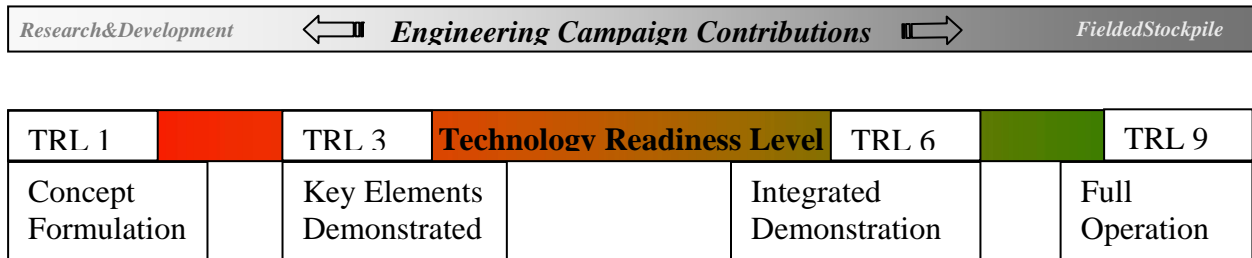 Research&Development Engineering Campaign Contributions FieldedStockpile
TRL 1 TRL 3 Technology Readiness Level TRL 6 TRL 9
Concept Key Elements Integrated Full
Formulation Demonstrated Demonstration Operation